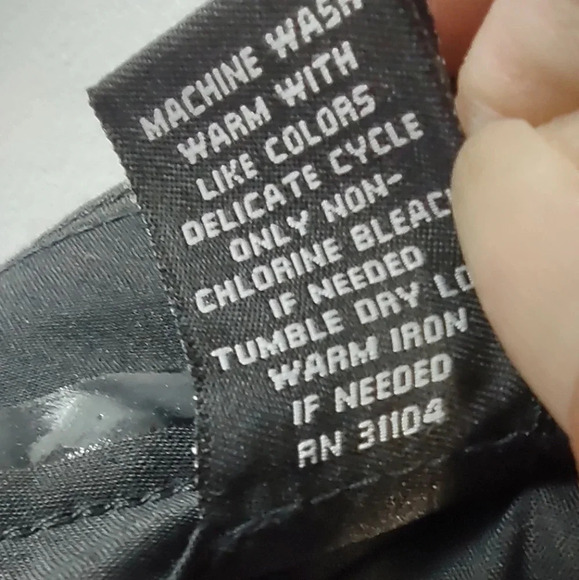 MACHINE WASH
WARM WITH
LIKE COLORS
DELICATE CYCLE
ONLY NON-
CHLORINE BLEACH
IF NEEDED
TUMBLE DRY LO
WARM IRON
IF NEEDED
RN 31104